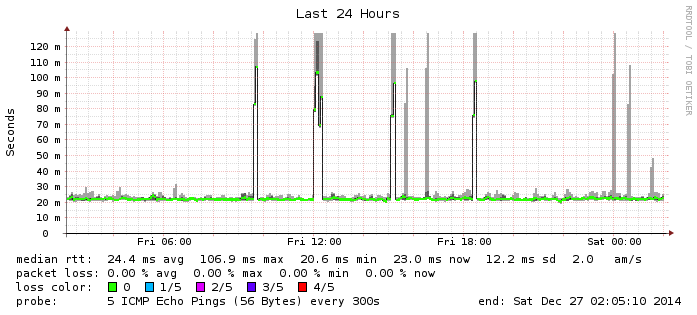 Last 24 Hours
RRDTOOL / TOBI OETIKER
Seconds
120 m
110 m
100 m
90 m
80 m
70 m
60 m
50 m
40 m
30 m
20 m
10 m
0
Fri 06:00 Fri 12:00 Fri 18:00 Sat 00:00
median rtt: 24.4 ms avg 106.9 ms max 20.6 ms min 23.0 ms now 12.2 ms sd 2.0 am/s
packet loss: 0.00 % avg 0.00 % max 0.00 % min 0.00 % now
loss color: 0 1/5 2/5 3/5 4/5
probe: 5 ICMP Echo Pings (56 Bytes) every 300s end: Sat Dec 27 02:05:10 2014